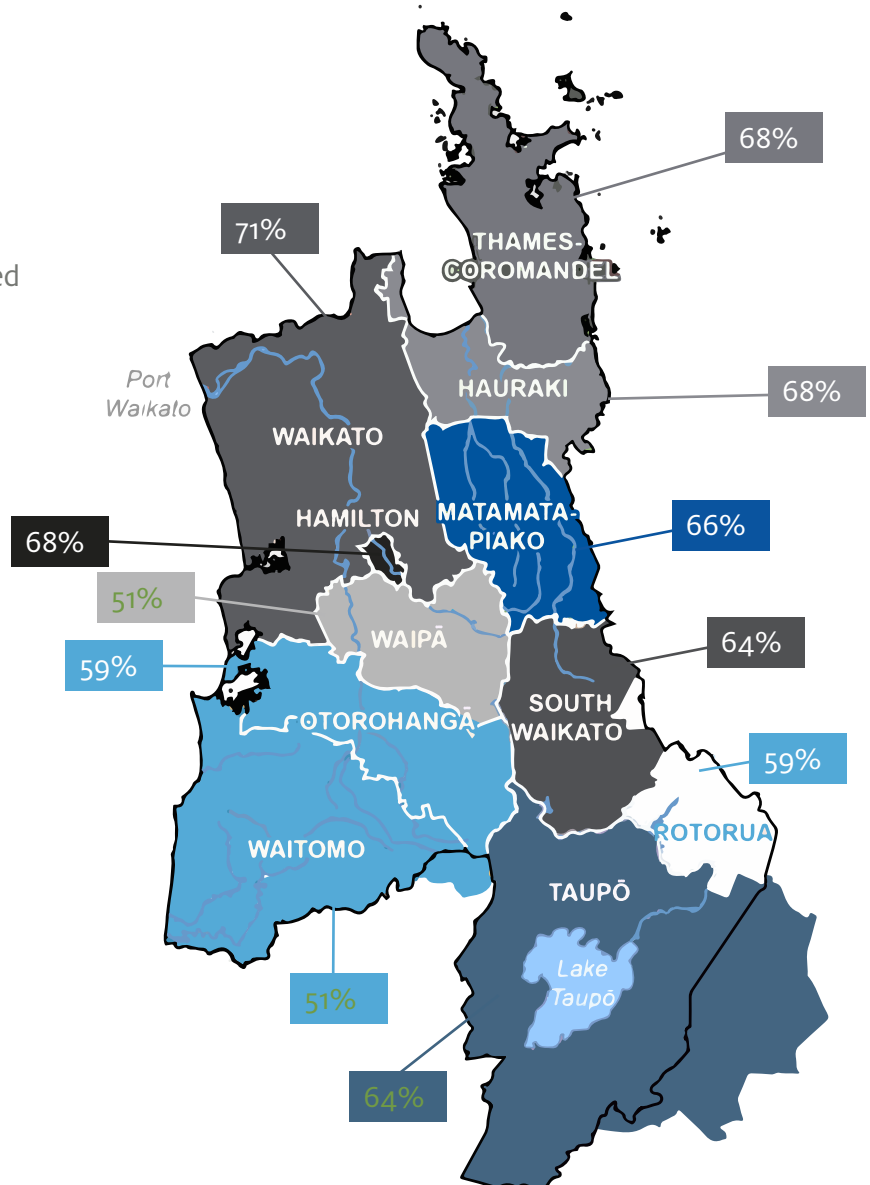 68%
71%
THAMES-
COROMANDEL
ed
Port
Waikato
HAURAKI
68%
WAIKATO
HAMILTON
MATAMATA-
PIAKO
66%
68%
51%
WAIPĀ
64%
59%
SOUTH
WAIKATO
OTOROHANGĀ
59%
ROTORUA
WAITOMO
TAUPŌ
Lake
Taupō
51%
64%